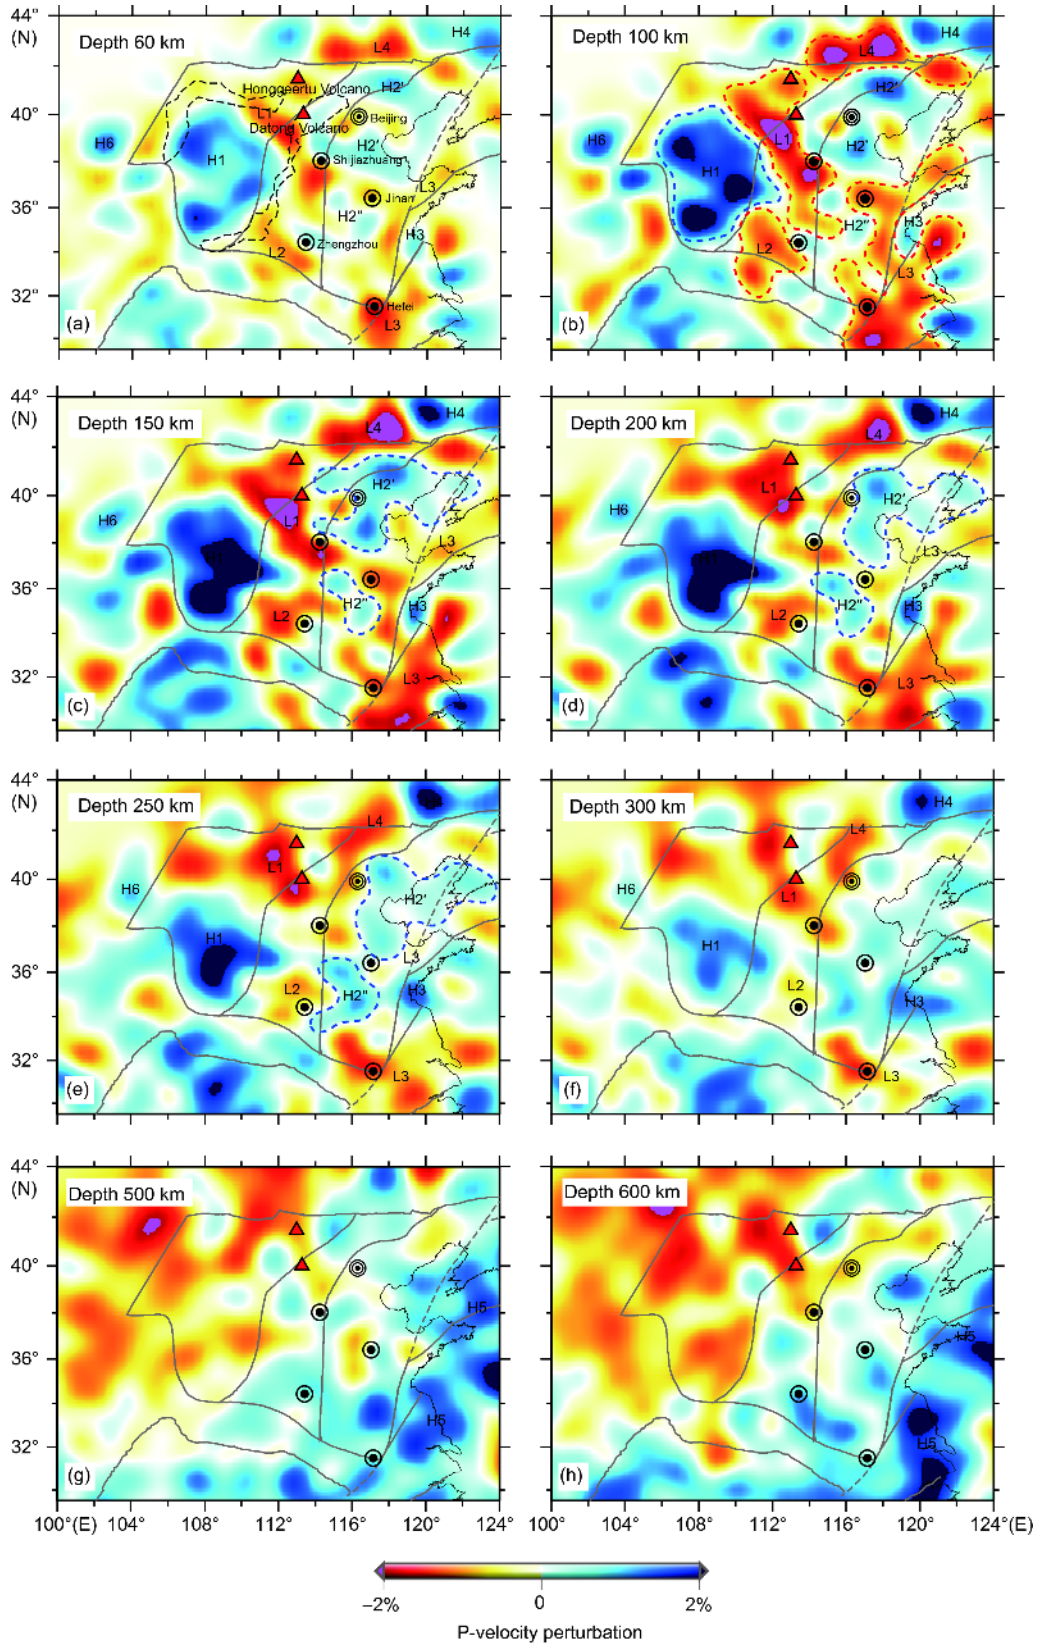 44°
(N)
40°
36°
32°
Depth 60 km
L4
H4
Honggeertu Volcano
H2'
L1
Datong Volcano
Beijing
H6
H1
H2'
Shijiazhuang
L3
Jinan
H2"
H3
L2
Zhengzhou
Hefei
L3
(a)
Depth 100 km
L4
H4
H2'
L1
H2'
H6
H1
L3
H2"
H3
L2
L3
(b)
44°
(N)
40°
36°
32°
Depth 150 km
L4
H4
H2'
L1
H6
H1
L3
H2"
H3
L2
L3
(c)
Depth 200 km
L4
H4
H2'
L1
H6
H1
L3
H2"
H3
L2
L3
(d)
44°
(N)
40°
36°
32°
Depth 250 km
L4
L1
H6
H2'
H1
L3
L2
H2"
H3
L3
(e)
Depth 300 km
H4
L4
H6
L1
H1
L2
H3
L3
(f)
44°
(N)
40°
36°
32°
Depth 500 km
H5
H5
(g)
Depth 600 km
H5
H5
(h)
100°(E) 104° 108° 112° 116° 120° 124°
100° 104° 108° 112° 116° 120° 124° (E)
−2% 0 2%
P-velocity perturbation